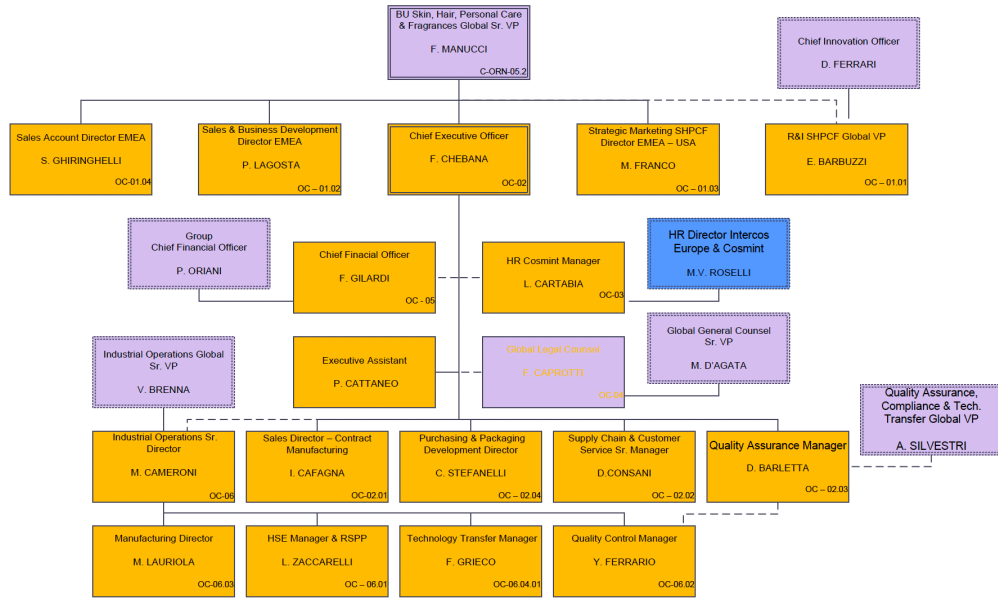 BU Skin, Hair, Personal Care
& Fragrances Global Sr. VP
F. MANUCCI
C-ORN-05.2
Chief Innovation Officer
D. FERRARI
Sales Account Director EMEA
S. GHIRINGHELLI
OC-01.04
Sales & Business Development
Director EMEA
P. LAGOSTA
OC – 01.02
Chief Executive Officer
F. CHEBANA
OC-02
Strategic Marketing SHPCF
Director EMEA – USA
M. FRANCO
OC – 01.03
R&I SHPCF Global VP
E. BARBUZZI
OC – 01.01
Group
Chief Financial Officer
P. ORIANI
Chief Finacial Officer
F. GILARDI
OC - 05
HR Cosmint Manager
L. CARTABIA
OC-03
HR Director Intercos
Europe & Cosmint
M.V. ROSELLI
Industrial Operations Global
Sr. VP
V. BRENNA
Executive Assistant
P. CATTANEO
Global Legal Counsel
E. CAPROTTI
OC-04
Global General Counsel
Sr. VP
M. D'AGATA
Quality Assurance,
Compliance & Tech.
Transfer Global VP
A. SILVESTRI
Industrial Operations Sr.
Director
M. CAMERONI
OC-06
Sales Director – Contract
Manufacturing
I. CAFAGNA
OC-02.01
Purchasing & Packaging
Development Director
C. STEFANELLI
OC – 02.04
Supply Chain & Customer
Service Sr. Manager
D.CONSANI
OC – 02.02
Quality Assurance Manager
D. BARLETTA
OC – 02.03
Manufacturing Director
M. LAURIOLA
OC-06.03
HSE Manager & RSPP
L. ZACCARELLI
OC – 06.01
Technology Transfer Manager
F. GRIECO
OC-06.04.01
Quality Control Manager
Y. FERRARIO
OC-06.02